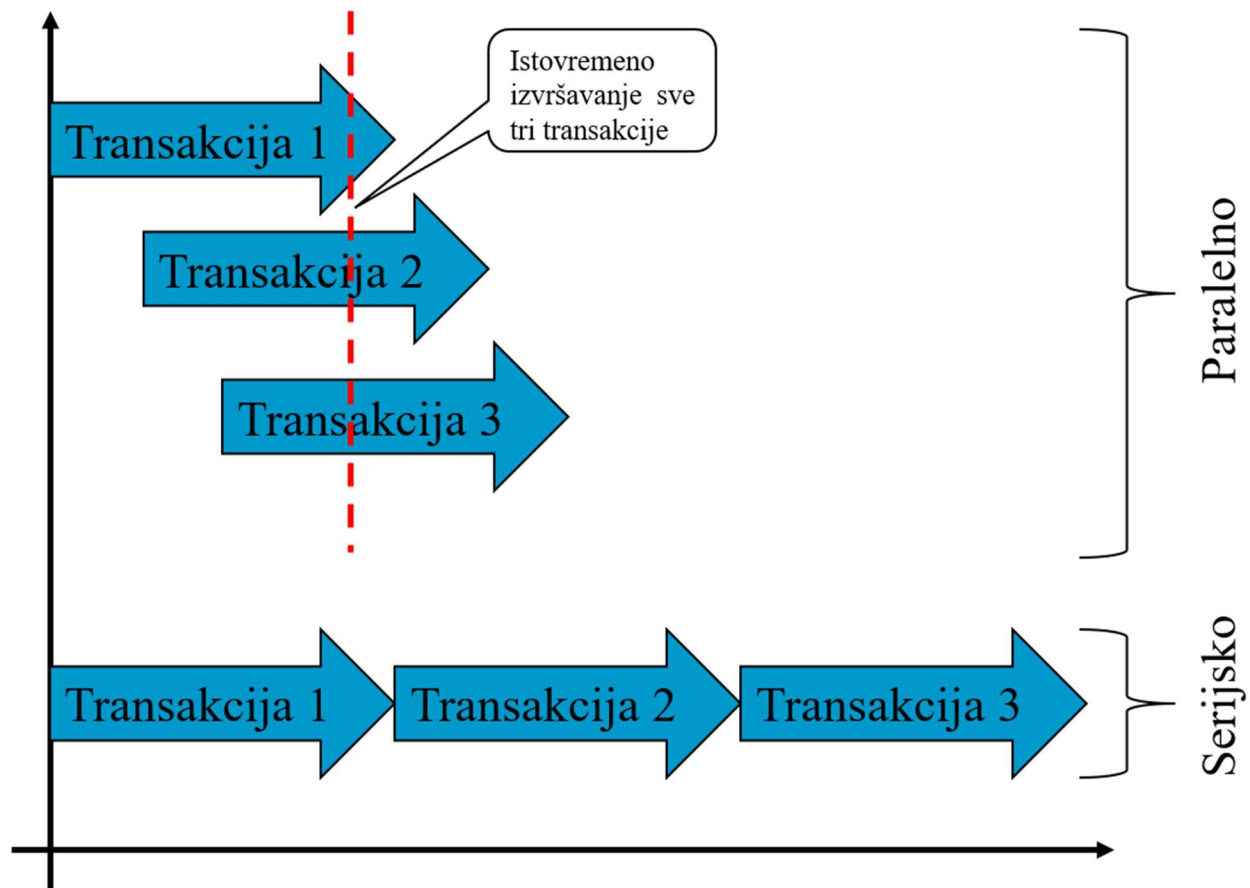 Istovremeno
izvršavanje sve
tri transakcije
Transakcija 1
Transakcija 2
Transakcija 3
Paralelno
Transakcija 1
Transakcija 2
Transakcija 3
Serijsko